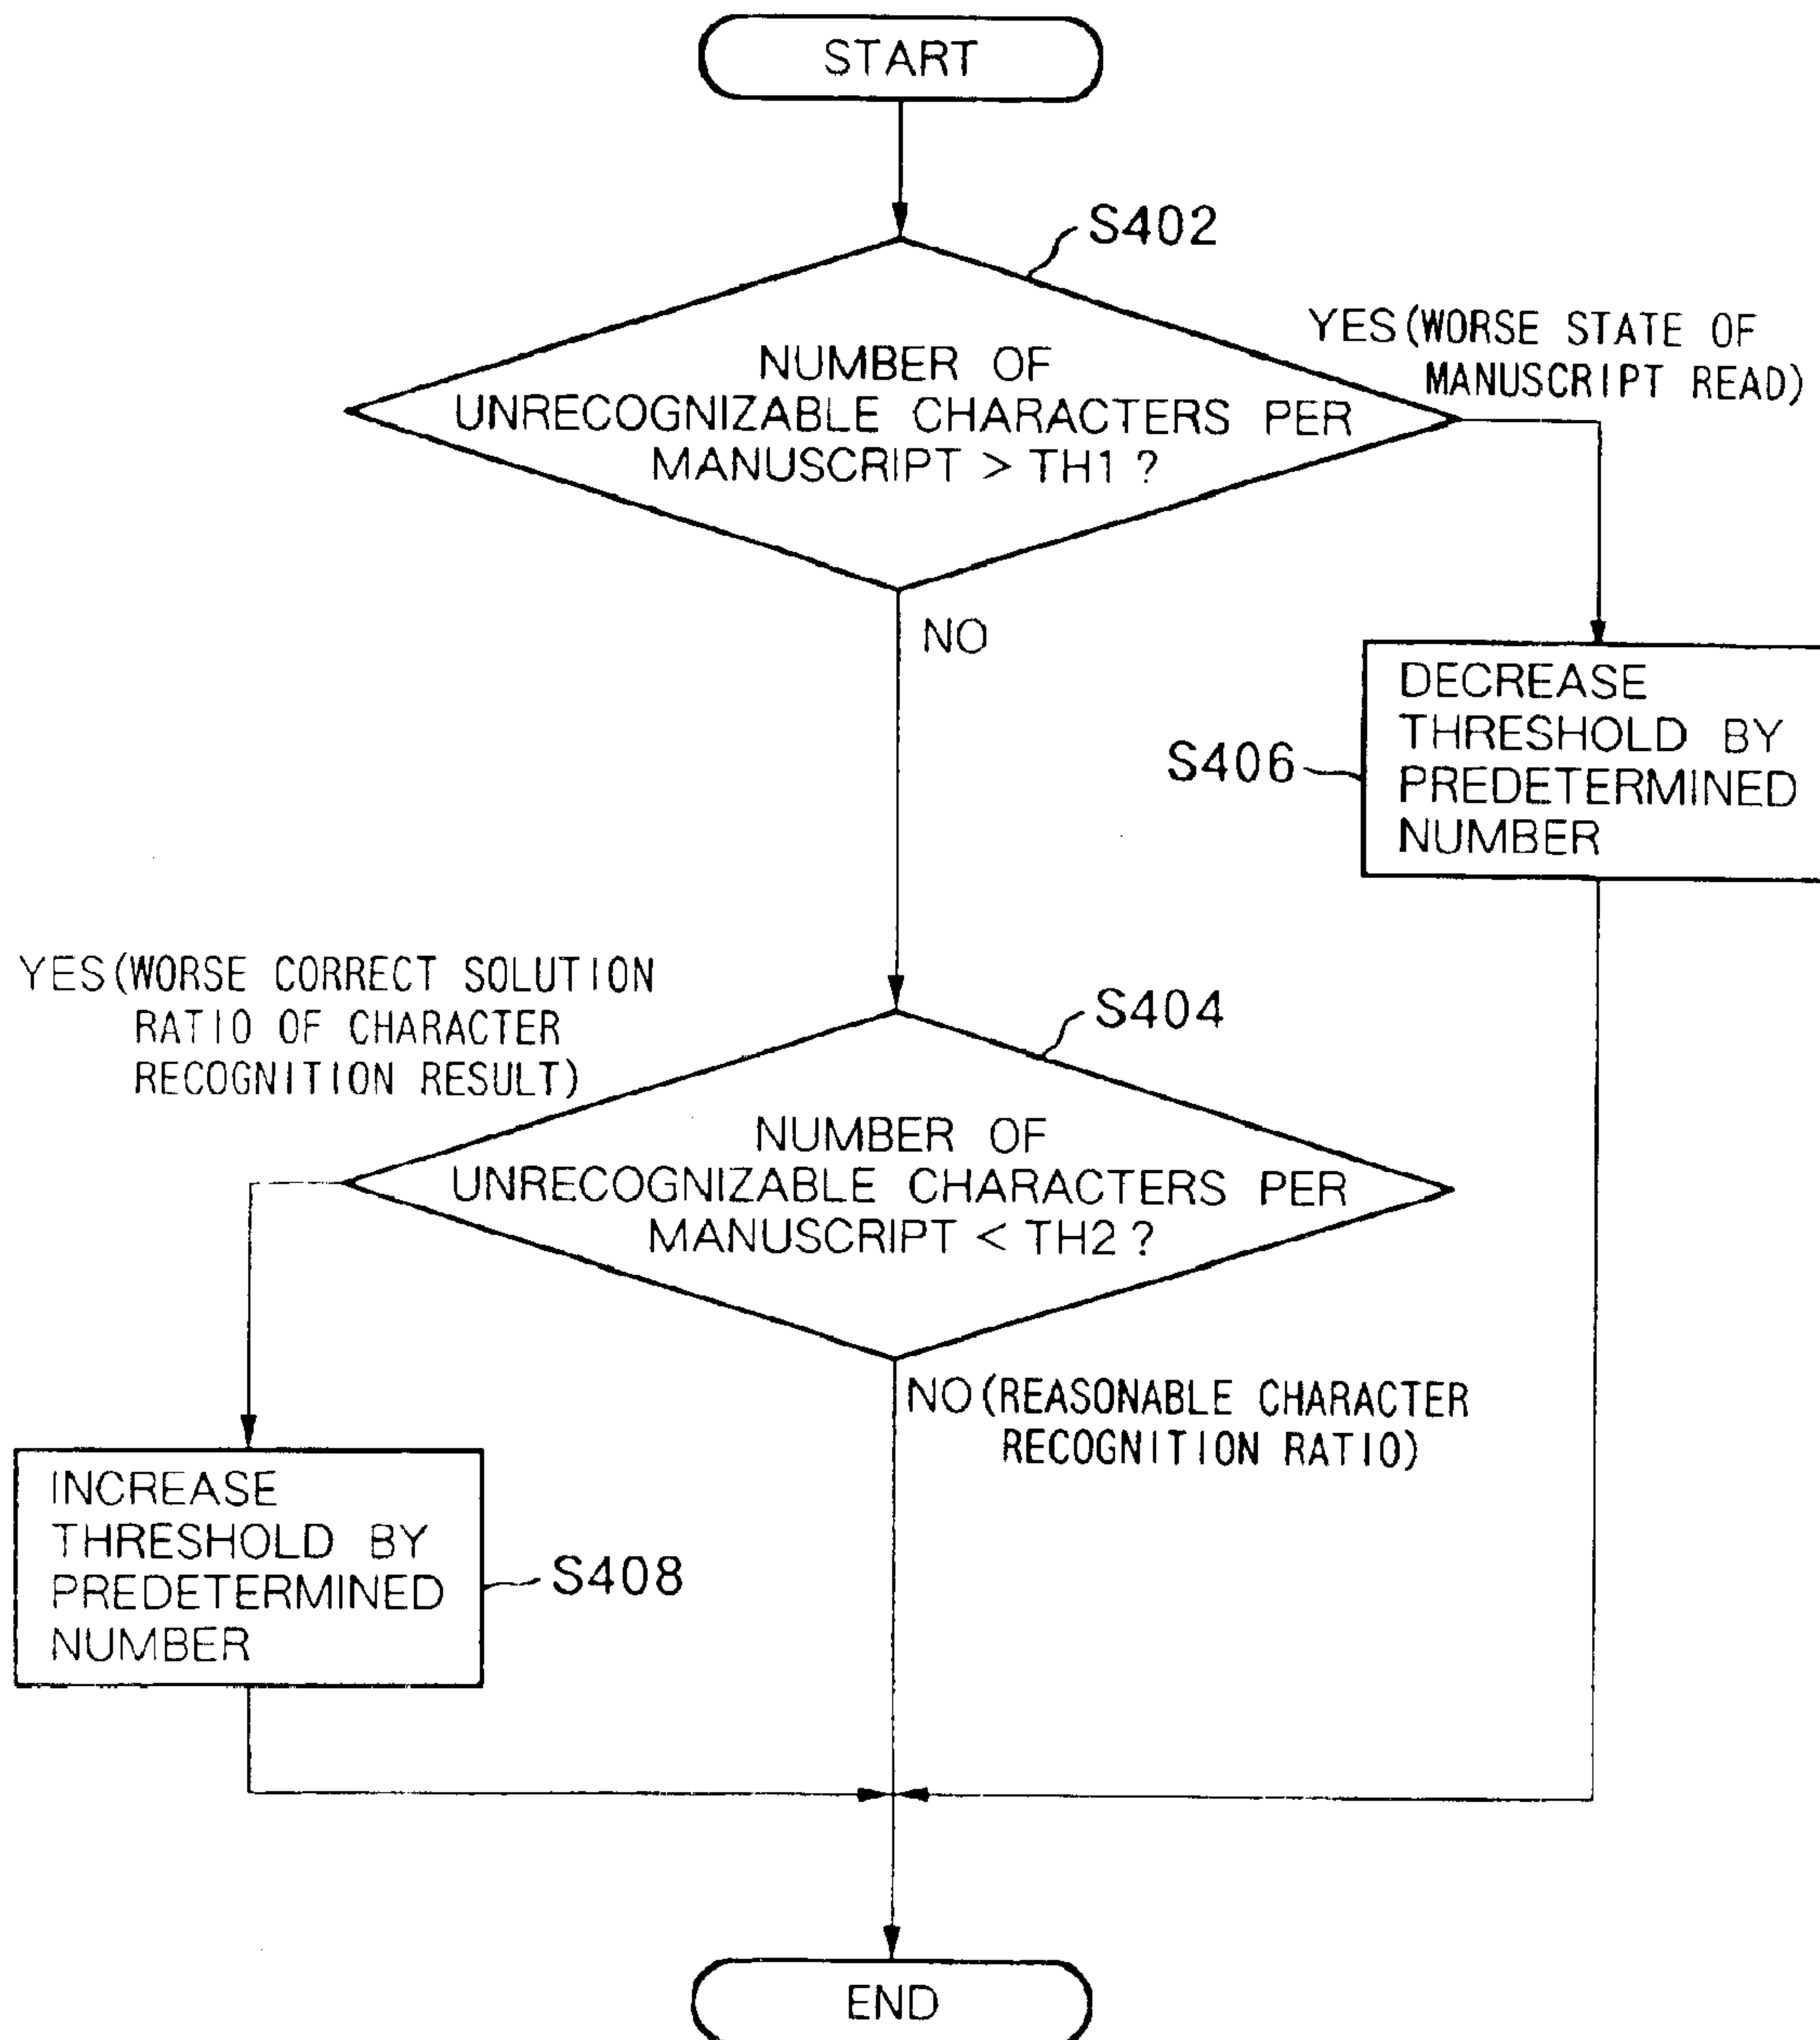 START
S402
YES(WORSE STATE OF
MANUSCRIPT READ)
NUMBER OF
UNRECOGNIZABLE CHARACTERS PER
MANUSCRIPT > TH1 ?
NO
DECREASE
THRESHOLD BY
PREDETERMINED
NUMBER
S406
YES(WORSE CORRECT SOLUTION
RATIO OF CHARACTER
RECOGNITION RESULT)
S404
NUMBER OF
UNRECOGNIZABLE CHARACTERS PER
MANUSCRIPT < TH2 ?
NO(REASONABLE CHARACTER
RECOGNITION RATIO)
INCREASE
THRESHOLD BY
PREDETERMINED
NUMBER
S408
END